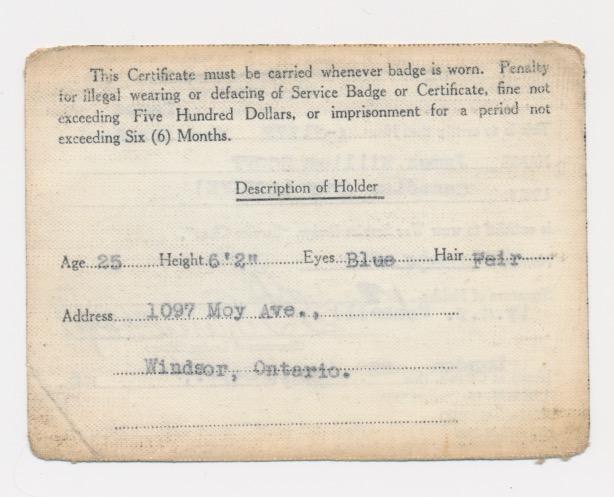 This Certificate must be carried whenever badge is worn. Penalty
for illegal wearing or defacing of Service Badge or Certificate, fine not
exceeding Five Hundred Dollars, or imprisonment for a period not
exceeding Six (6) Months.
Description of Holder
Age 25 Height 6'2" Eyes Blue Hair Fair
Address 1097 Moy Ave.,
Windsor, Ontario.